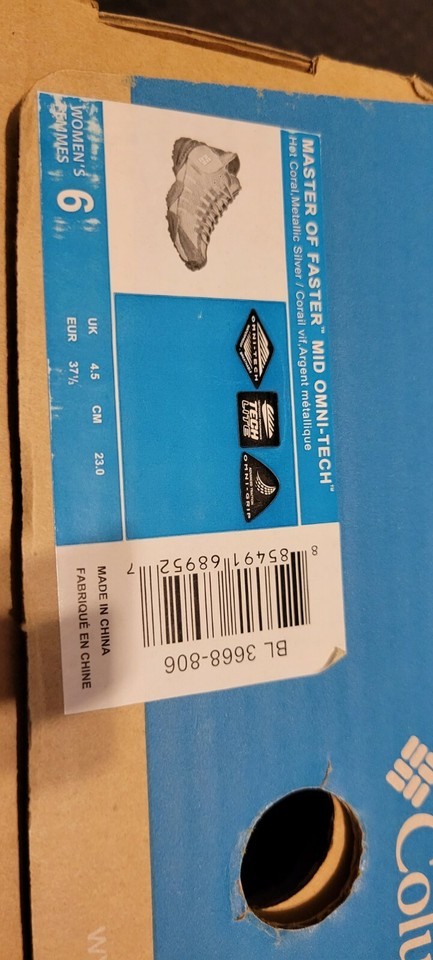 MASTER OF FASTER™ MID OMNI-TECH™
Hot Coral,Metallic Silver / Corail vif,Argent métallique
OMNI-TECH
TECH
LITE
OMNI-GRIP
WOMEN'S
FEMMES
6
UK 4.5 CM 23.0
EUR 37⅓
BL 3668-806
8 85491 68952 7
MADE IN CHINA
FABRIQUÉ EN CHINE
Colu
W